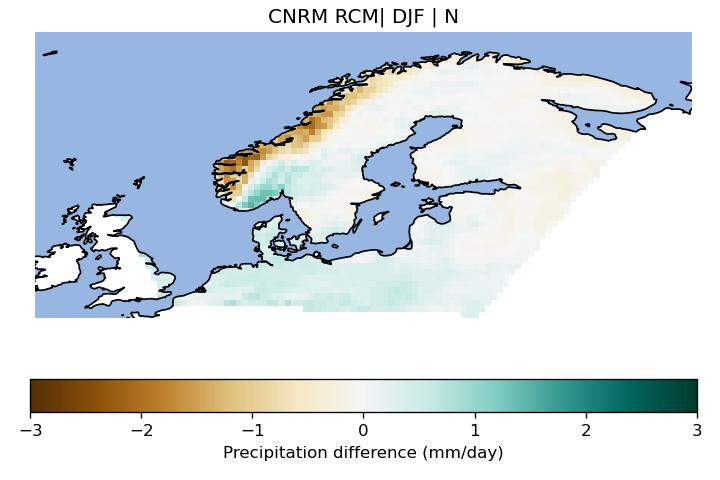 CNRM RCM| DJF | N
−3 −2 −1 0 1 2 3
Precipitation difference (mm/day)